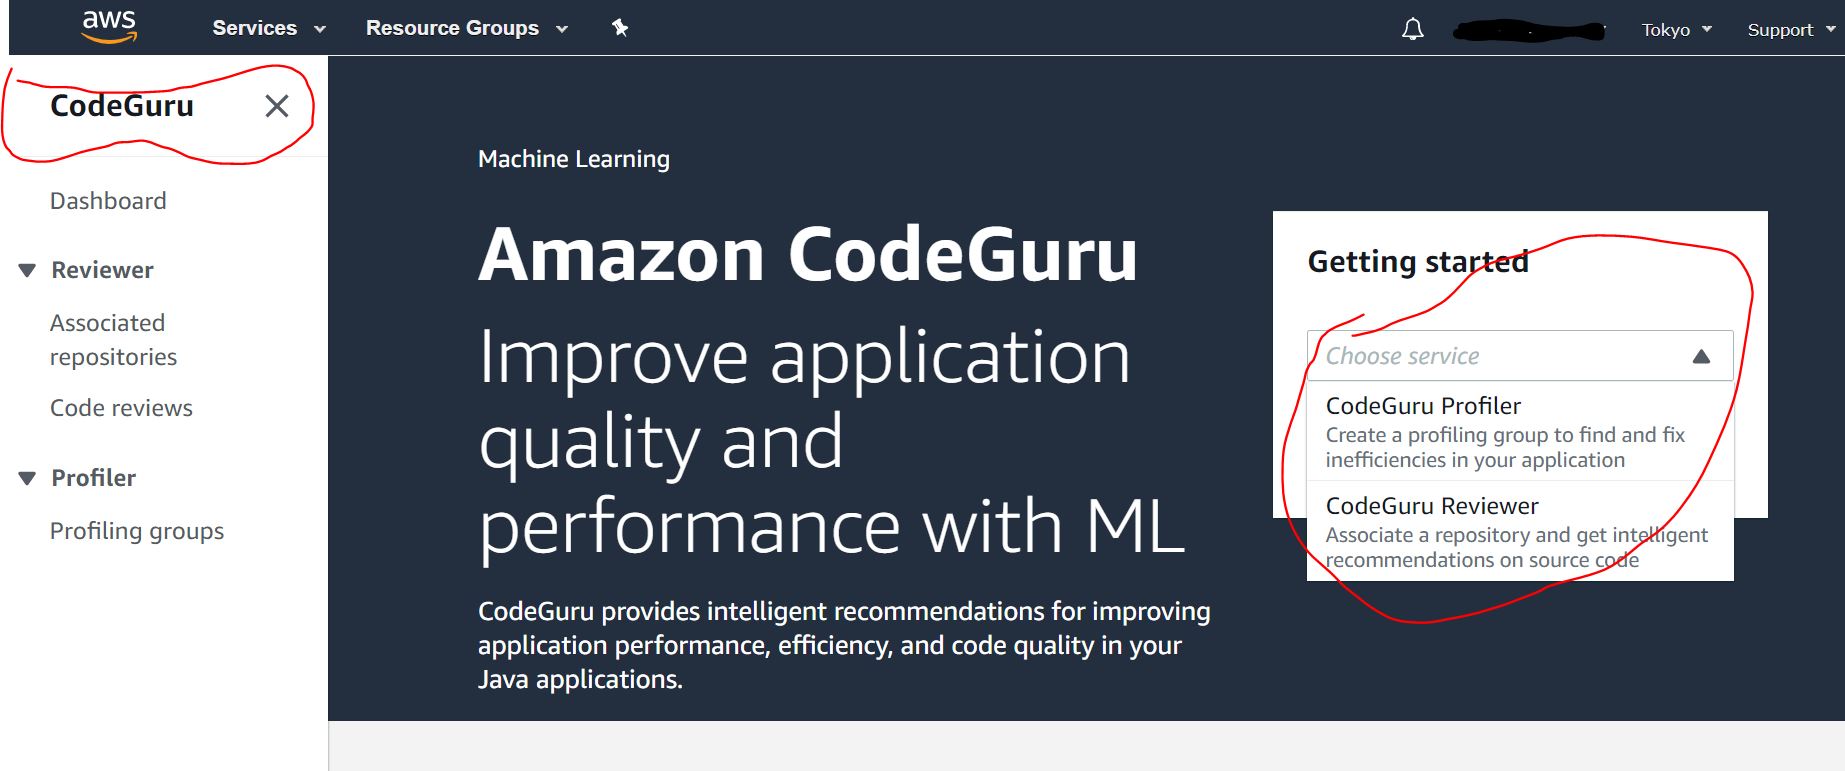 aws
Services
Resource Groups
Tokyo
Support
CodeGuru
Dashboard
Reviewer
Associated
repositories
Code reviews
Profiler
Profiling groups
Machine Learning
Amazon CodeGuru
Improve application
quality and
performance with ML
CodeGuru provides intelligent recommendations for improving
application performance, efficiency, and code quality in your
Java applications.
Getting started
Choose service
CodeGuru Profiler
Create a profiling group to find and fix
inefficiencies in your application
CodeGuru Reviewer
Associate a repository and get intelligent
recommendations on source code